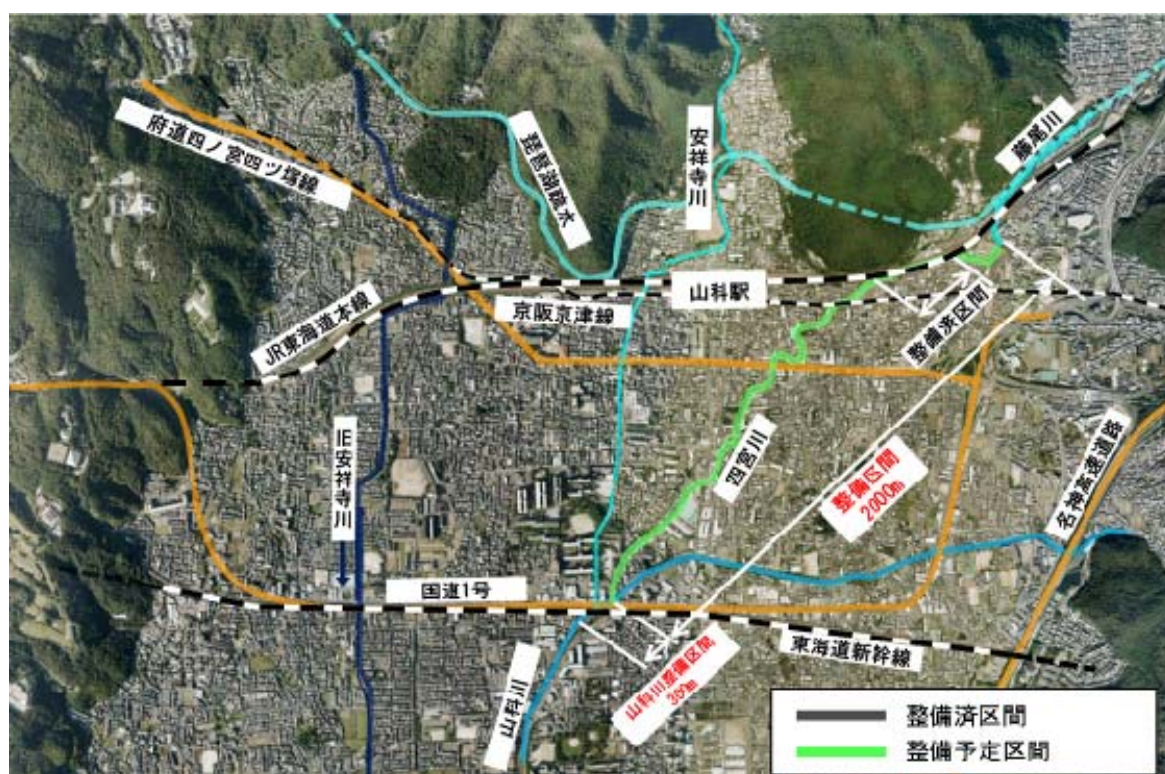 府道四ノ宮四ツ塚線
琵琶湖疏水
安祥寺川
藤尾川
JR東海道本線
京阪京津線
山科駅
整備済区間
旧安祥寺川
四宮川
整備区間
2000m
名神高速道路
国道1号
山科川
山科川整備区間
300m
東海道新幹線
整備済区間
整備予定区間